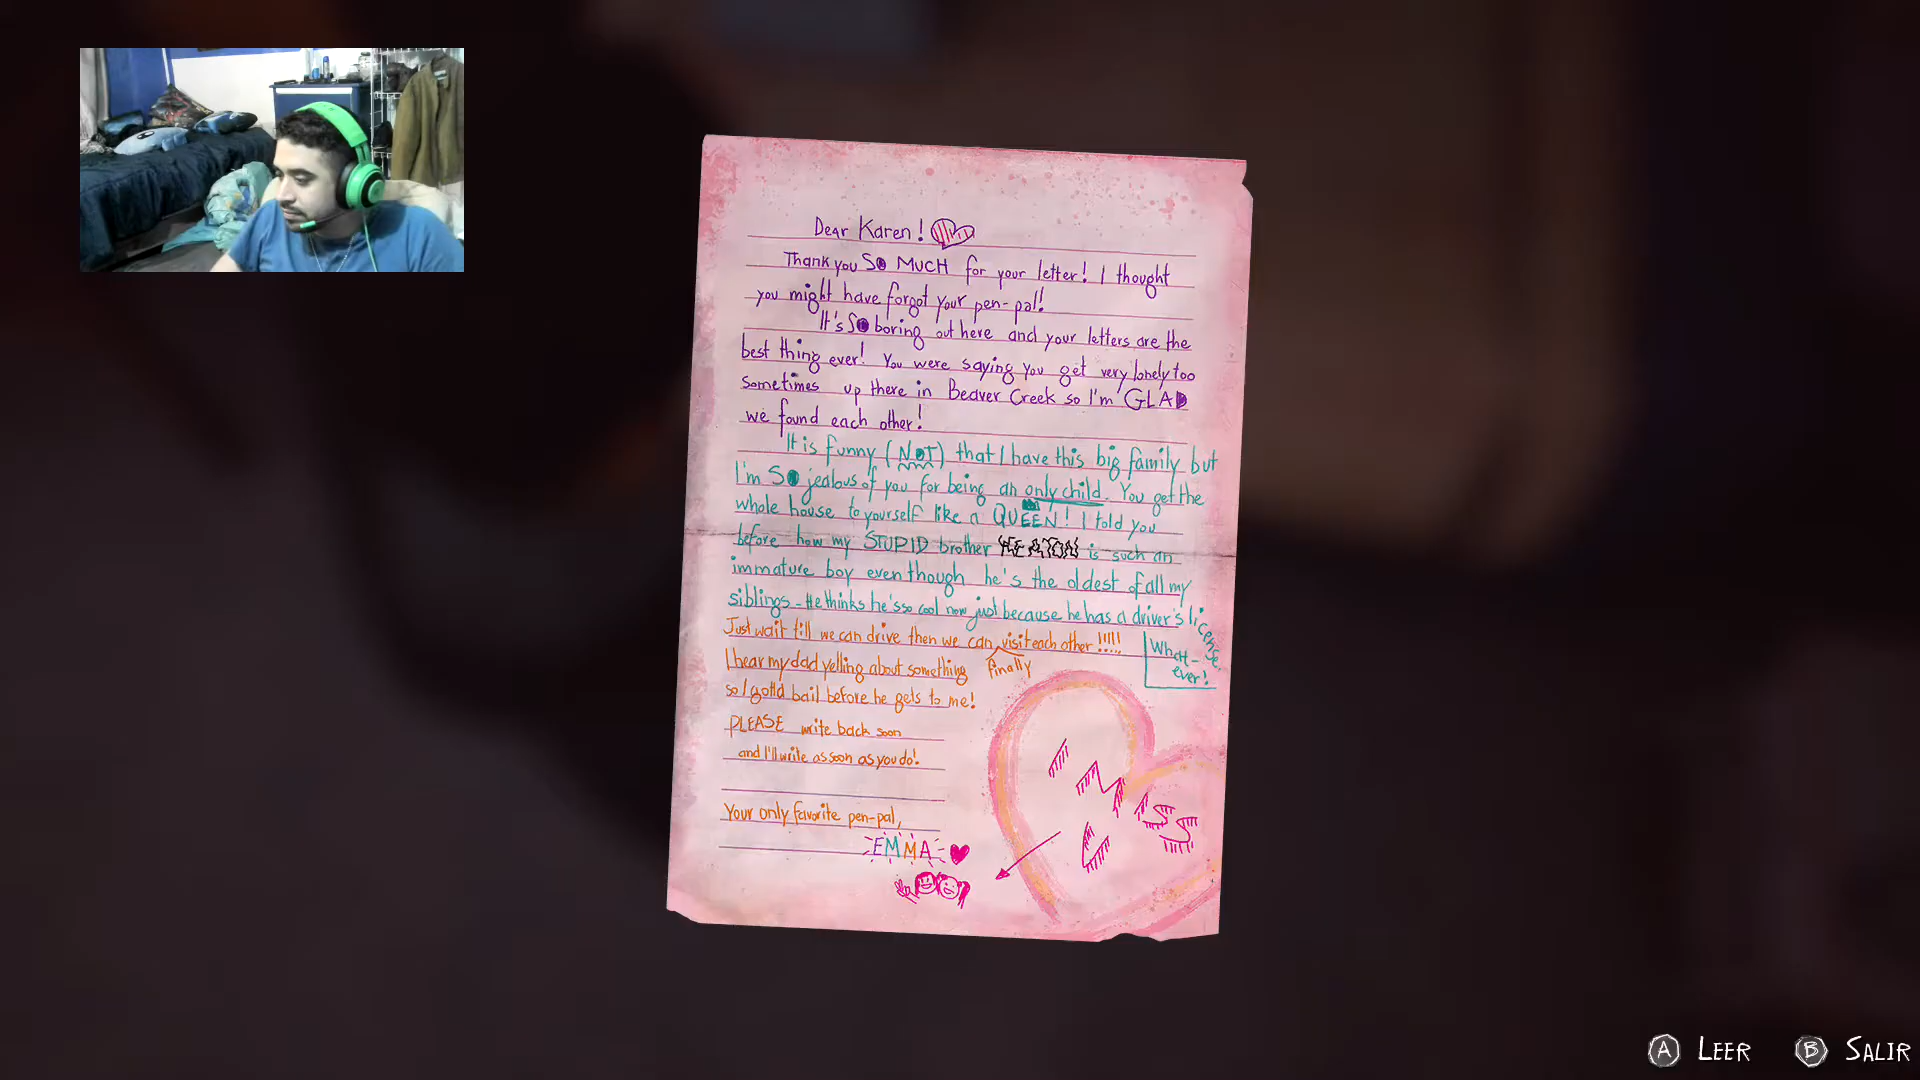 Dear Karen!
Thank you SO MUCH for your letter! I thought
you might have forgot your pen-pal!
It's SO boring out here and your letters are the
best thing ever! You were saying you get very lonely too
sometimes up there in Beaver Creek so I'm GLAD
we found each other!
It is funny (NOT) that I have this big family but
I'm SO jealous of you for being an only child. You get the
whole house to yourself like a QUEEN! I told you
before how my STUPID brother HEATON is such an
immature boy even though he's the oldest of all my
siblings - He thinks he's so cool now just because he has a driver's license.
What-
ever!
Just wait till we can drive then we can finally visit each other !!!!!
I hear my dad yelling about something
so I gotta bail before he gets to me!
PLEASE write back soon
and I'll write as soon as you do!
Your only favorite pen-pal,
EMMA
I
MISS
U
A LEER B SALIR